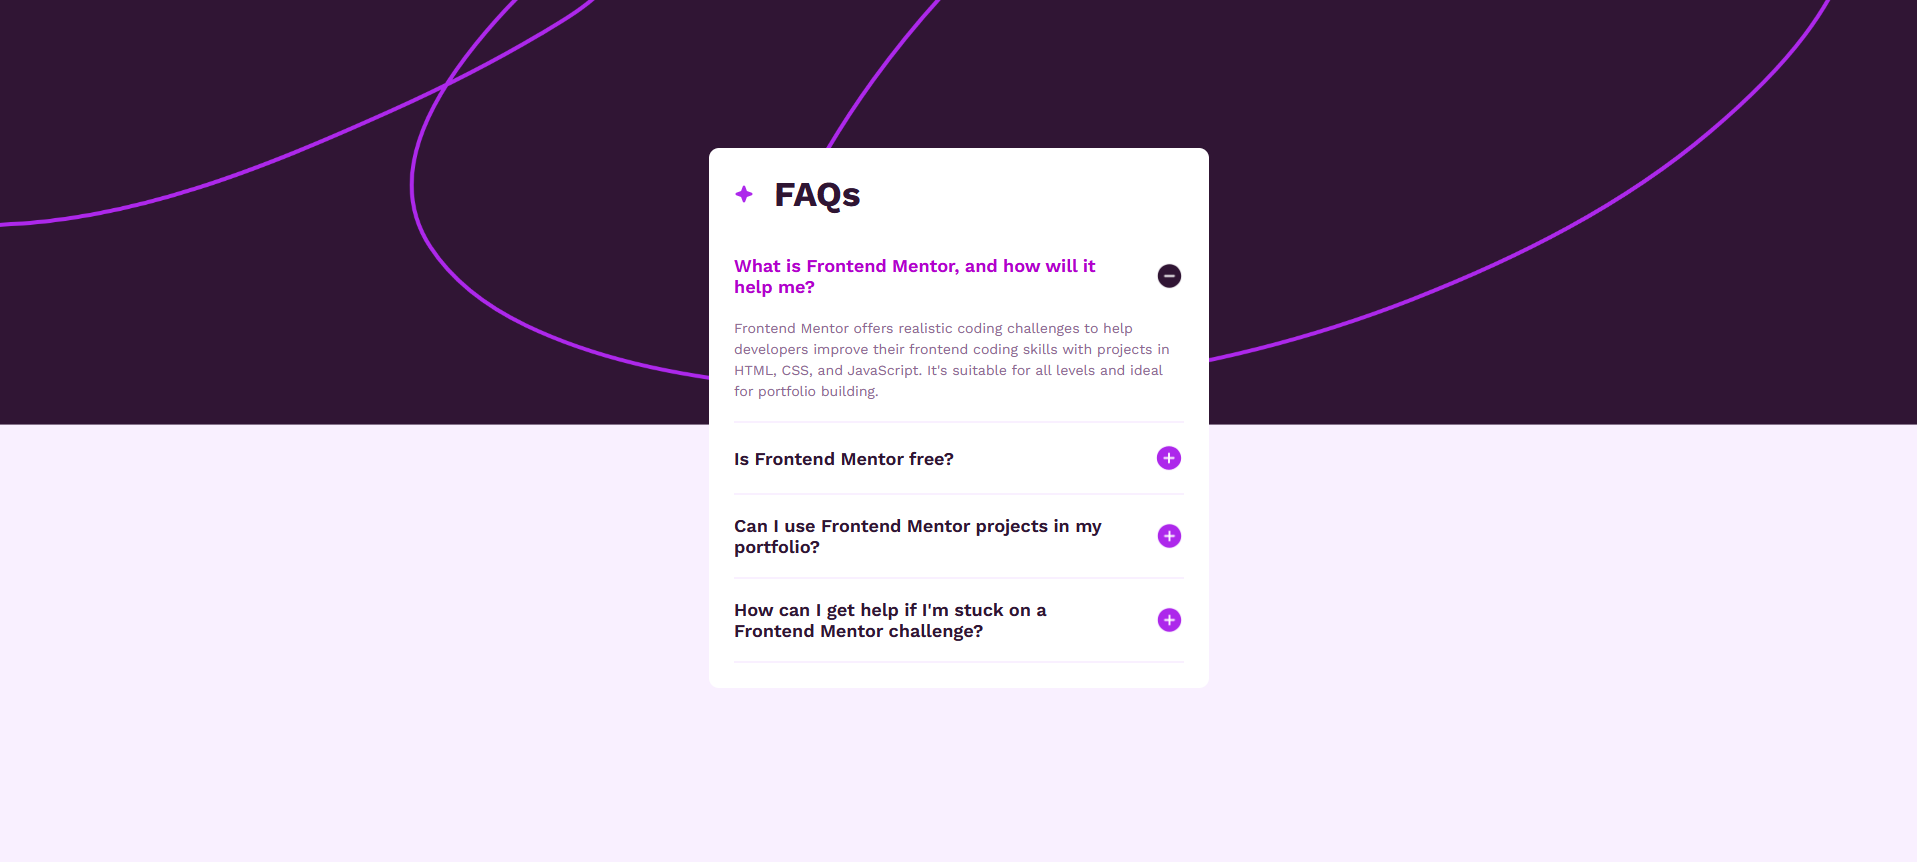 FAQs
What is Frontend Mentor, and how will it
help me?
Frontend Mentor offers realistic coding challenges to help
developers improve their frontend coding skills with projects in
HTML, CSS, and JavaScript. It's suitable for all levels and ideal
for portfolio building.
Is Frontend Mentor free?
Can I use Frontend Mentor projects in my
portfolio?
How can I get help if I'm stuck on a
Frontend Mentor challenge?